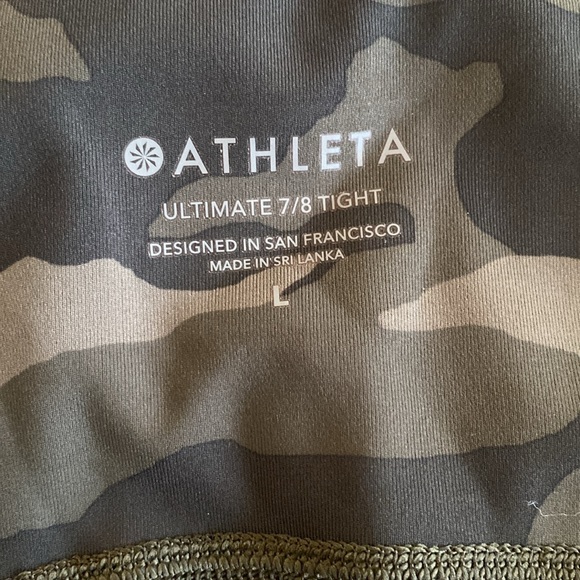 ATHLETA
ULTIMATE 7/8 TIGHT
DESIGNED IN SAN FRANCISCO
MADE IN SRI LANKA
L